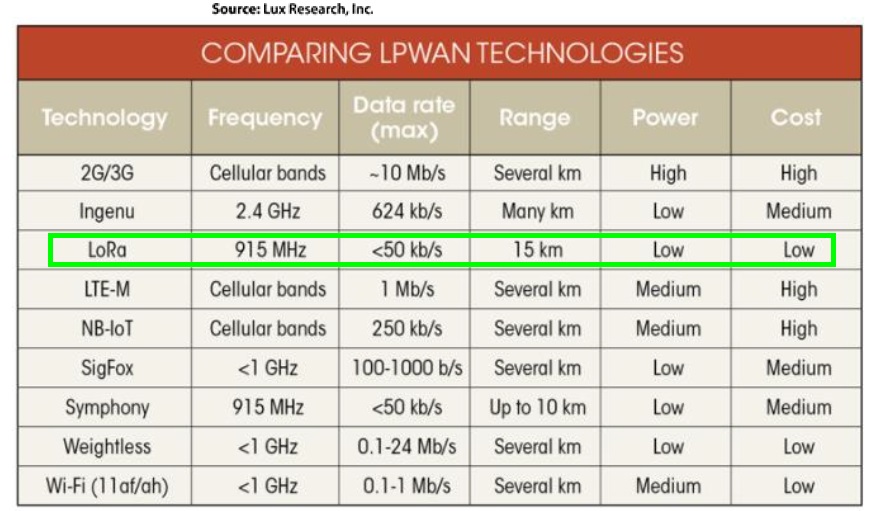 Source: Lux Research, Inc.
COMPARING LPWAN TECHNOLOGIES
Technology Frequency Data rate (max) Range Power Cost
2G/3G Cellular bands ~10 Mb/s Several km High High
Ingenu 2.4 GHz 624 kb/s Many km Low Medium
LoRa 915 MHz <50 kb/s 15 km Low Low
LTE-M Cellular bands 1 Mb/s Several km Medium High
NB-IoT Cellular bands 250 kb/s Several km Medium High
SigFox <1 GHz 100-1000 b/s Several km Low Medium
Symphony 915 MHz <50 kb/s Up to 10 km Low Medium
Weightless <1 GHz 0.1-24 Mb/s Several km Low Low
Wi-Fi (11af/ah) <1 GHz 0.1-1 Mb/s Several km Medium Low